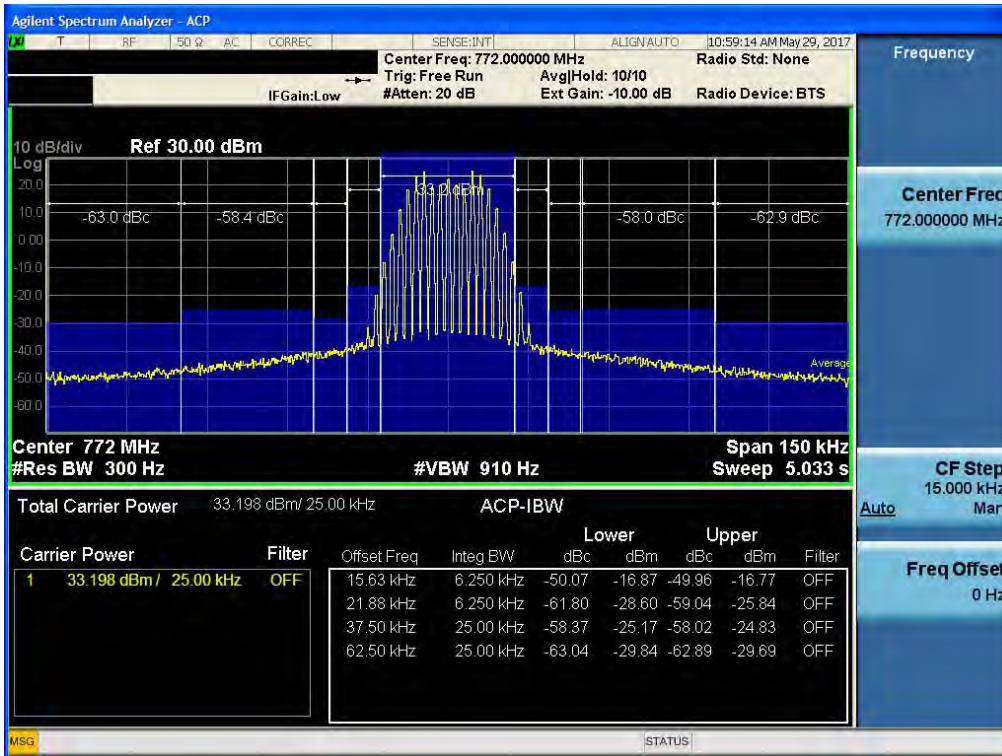 Agilent Spectrum Analyzer - ACP
T RF 50 Ω AC CORREC SENSE:INT ALIGN AUTO 10:59:14 AM May 29, 2017
Center Freq: 772.000000 MHz Radio Std: None
Trig: Free Run Avg|Hold: 10/10
IFGain:Low #Atten: 20 dB Ext Gain: -10.00 dB Radio Device: BTS
10 dB/div Ref 30.00 dBm
Log
20.0
10.0
0.00
-10.0
-20.0
-30.0
-40.0
-50.0
-60.0
-63.0 dBc -58.4 dBc -58.0 dBc -62.9 dBc
Average
Center 772 MHz Span 150 kHz
#Res BW 300 Hz #VBW 910 Hz Sweep 5.033 s
Total Carrier Power 33.198 dBm/ 25.00 kHz ACP-IBW
Lower Upper
Carrier Power Filter Offset Freq Integ BW dBc dBm dBc dBm Filter
1 33.198 dBm / 25.00 kHz OFF 15.63 kHz 6.250 kHz -50.07 -16.87 -49.96 -16.77 OFF
21.88 kHz 6.250 kHz -61.80 -28.60 -59.04 -25.84 OFF
37.50 kHz 25.00 kHz -58.37 -25.17 -58.02 -24.83 OFF
62.50 kHz 25.00 kHz -63.04 -29.84 -62.89 -29.69 OFF
MSG STATUS
Frequency
Center Freq
772.000000 MHz
CF Step
15.000 kHz
Auto Man
Freq Offset
0 Hz